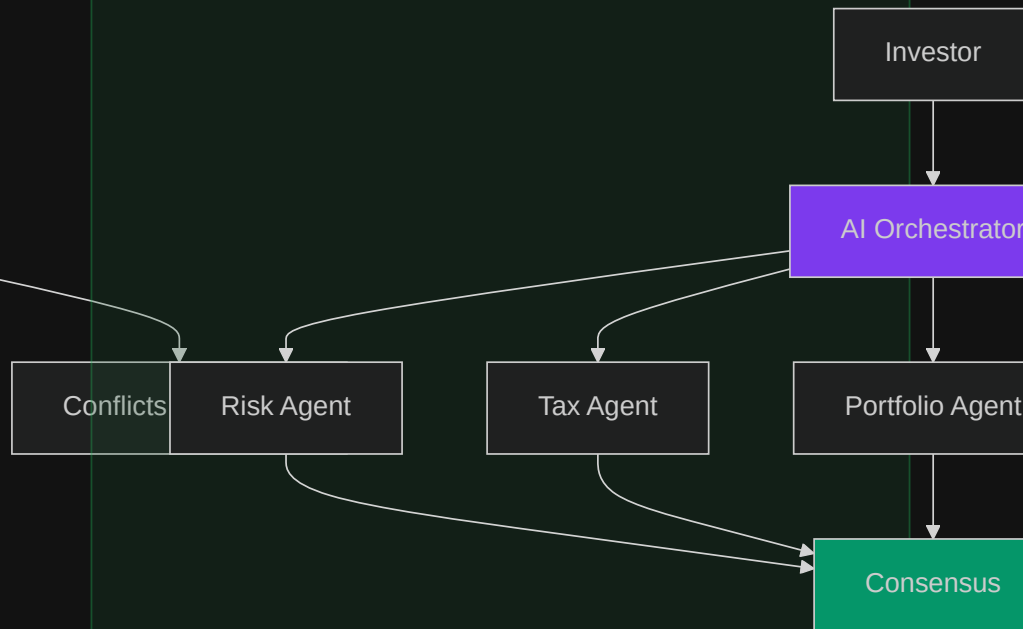 Investor
AI Orchestrator
Conflicts
Risk Agent
Tax Agent
Portfolio Agent
Consensus